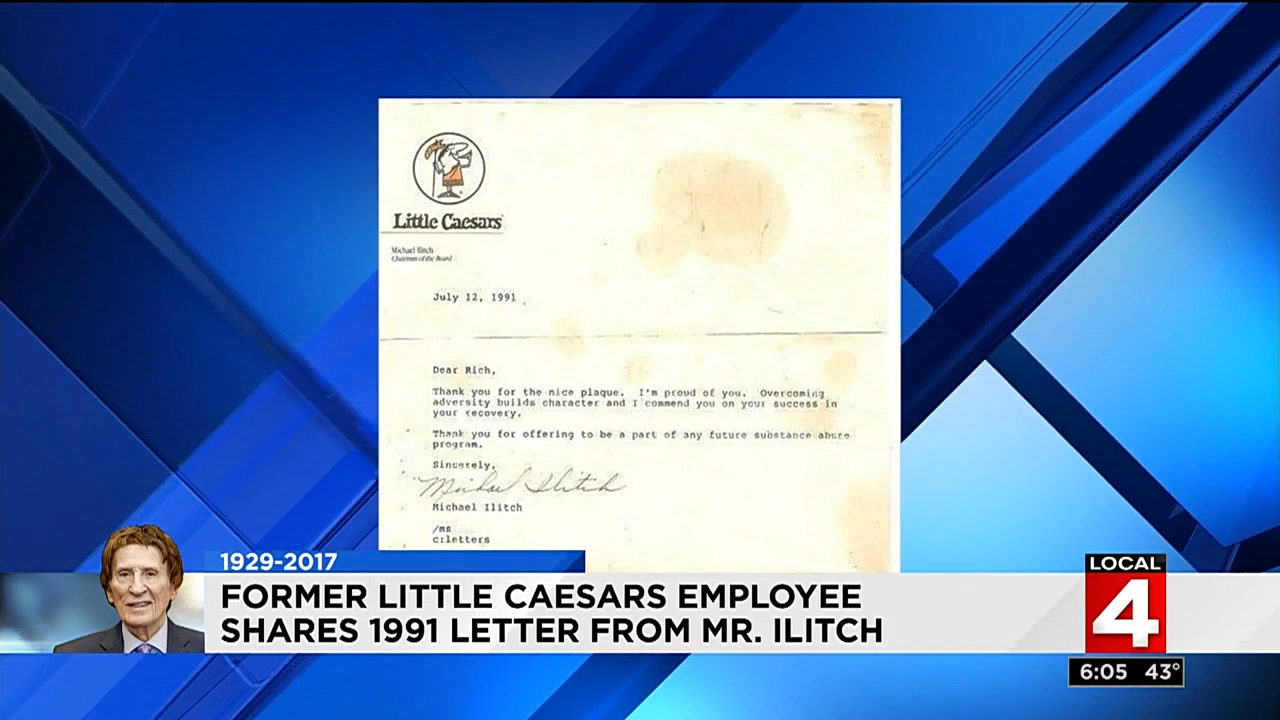 Little Caesars
Michael Ilitch
Chairman of the Board
July 12, 1991
Dear Rich,
Thank you for the nice plaque. I'm proud of you. Overcoming
adversity builds character and I commend you on your success in
your recovery.
Thank you for offering to be a part of any future substance abuse
program.
Sincerely,
Michael Ilitch
Michael Ilitch
/ms
c:letters
1929-2017
FORMER LITTLE CAESARS EMPLOYEE
SHARES 1991 LETTER FROM MR. ILITCH
LOCAL
4
6:05 43°